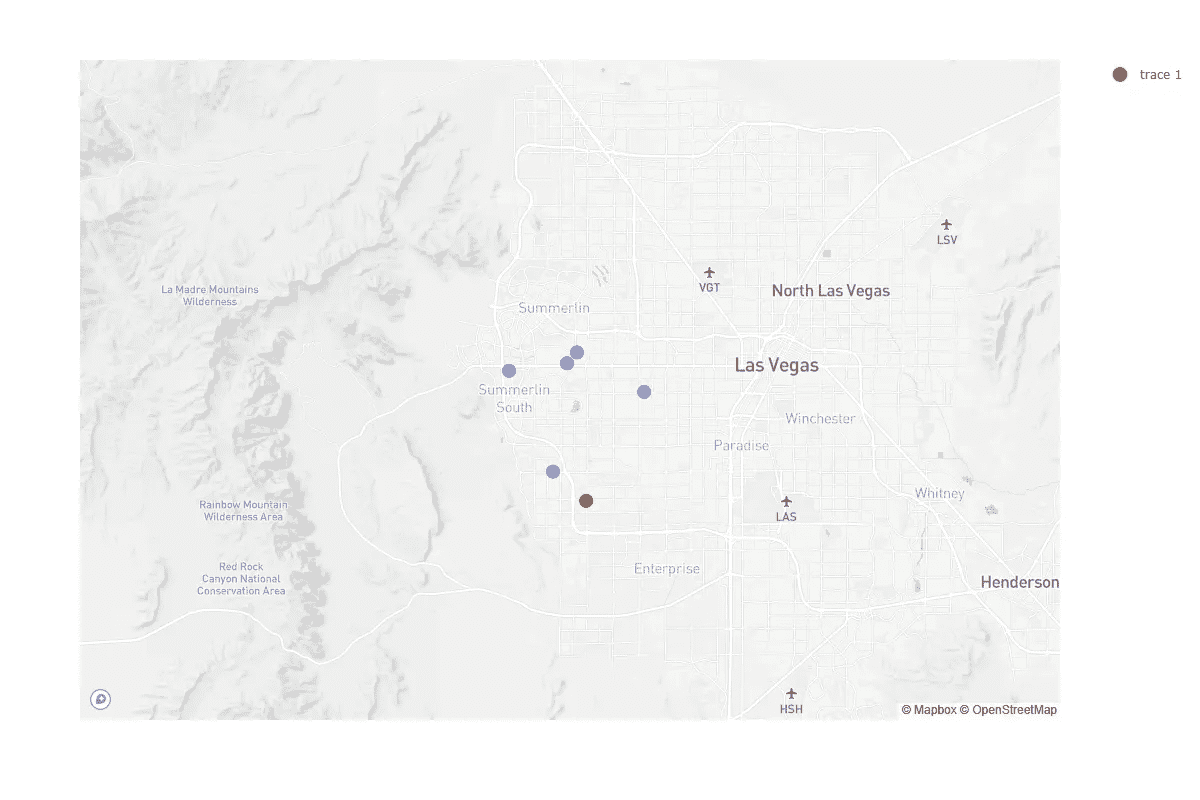 trace 1
LSV
VGT
La Madre Mountains
Wilderness
North Las Vegas
Summerlin
Las Vegas
Summerlin
South
Winchester
Paradise
Whitney
Rainbow Mountain
Wilderness Area
LAS
Red Rock
Canyon National
Conservation Area
Enterprise
Henderson
HSH
© Mapbox © OpenStreetMap